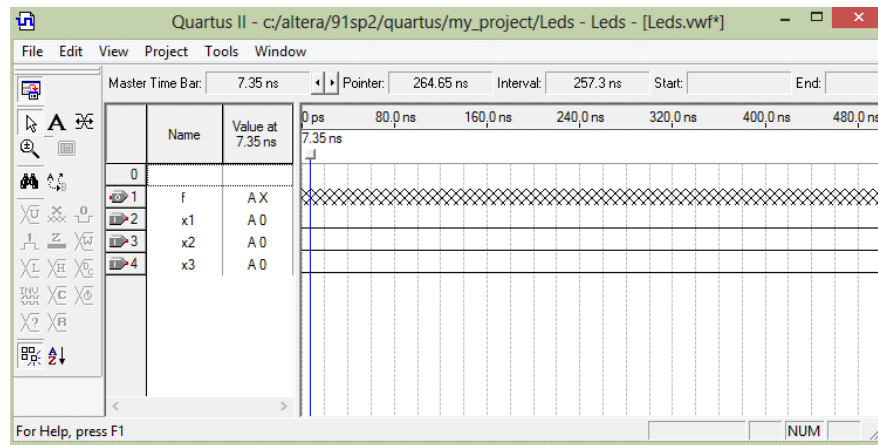 Quartus II - c:/altera/91sp2/quartus/my_project/Leds - Leds - [Leds.vwf*]
File Edit View Project Tools Window
Master Time Bar: 7.35 ns Pointer: 264.65 ns Interval: 257.3 ns Start: End:
Name Value at 7.35 ns
0 ps 80.0 ns 160.0 ns 240.0 ns 320.0 ns 400.0 ns 480.0 ns
7.35 ns
0
1 f A X
2 x1 A 0
3 x2 A 0
4 x3 A 0
For Help, press F1 NUM